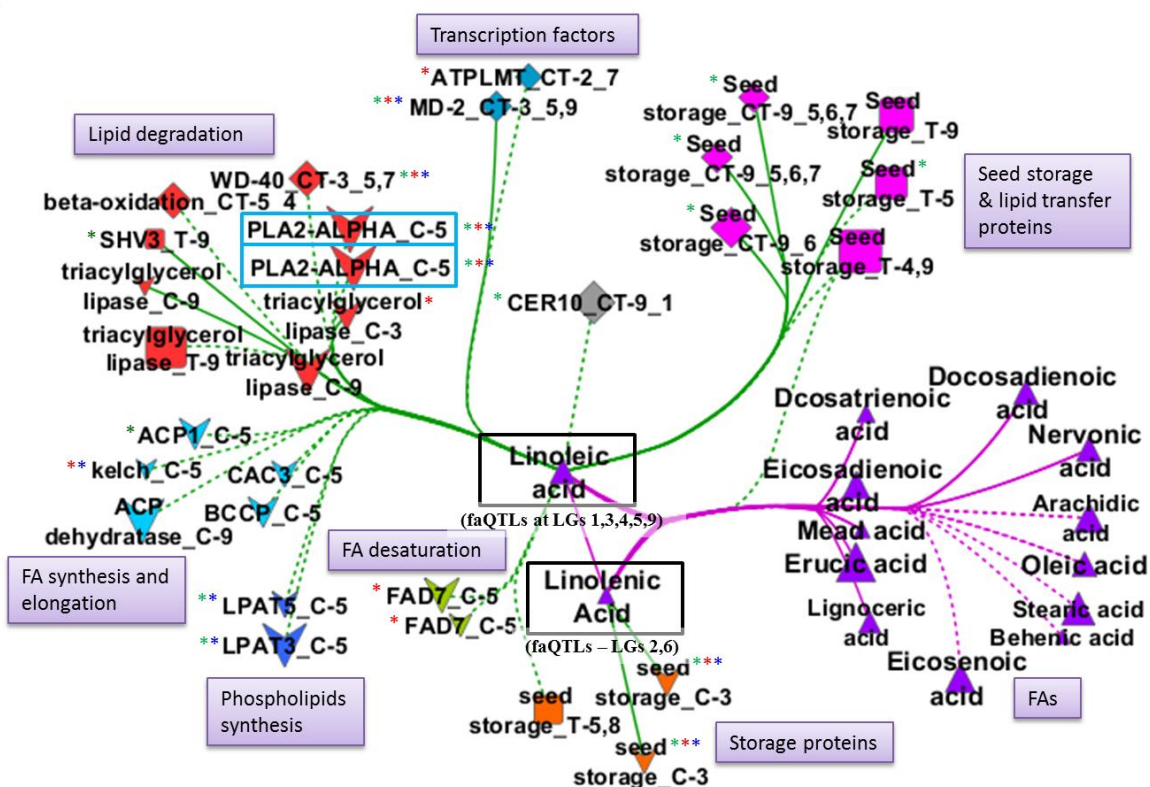 Transcription factors
*ATPLMT_CT-2_7
***MD-2_CT-3_5,9
Lipid degradation
WD-40_CT-3_5,7***
beta-oxidation_CT-5_4
PLA2-ALPHA_C-5 ***
*SHV3_T-9
PLA2-ALPHA_C-5 ***
triacylglycerol
lipase_C-9
triacylglycerol*
lipase_C-3
triacylglycerol
lipase_T-9
triacylglycerol
lipase_C-9
*Seed
storage_CT-9_5,6,7
*Seed
storage_CT-9_5,6,7
*Seed
storage_CT-9_6
Seed
storage_T-9
Seed*
storage_T-5
Seed
storage_T-4,9
Seed storage
& lipid transfer
proteins
*CER10_CT-9_1
*ACP1_C-5
**kelch_C-5
CAC3_C-5
ACP
dehydratase_C-9
BCCP_C-5
FA synthesis and
elongation
**LPAT5_C-5
**LPAT3_C-5
Phospholipids
synthesis
Linoleic
acid
(faQTLs at LGs 1,3,4,5,9)
FA desaturation
*FAD7_C-5
*FAD7_C-5
Linolenic
Acid
(faQTLs – LGs 2,6)
seed***
storage_C-3
seed
storage_T-5,8
seed***
storage_C-3
Storage proteins
Dcosatrienoic
acid
Docosadienoic
acid
Nervonic
acid
Eicosadienoic
acid
Mead acid
Arachidic
acid
Erucic acid
Oleic acid
Lignoceric
acid
Stearic acid
Behenic acid
Eicosenoic
acid
FAs